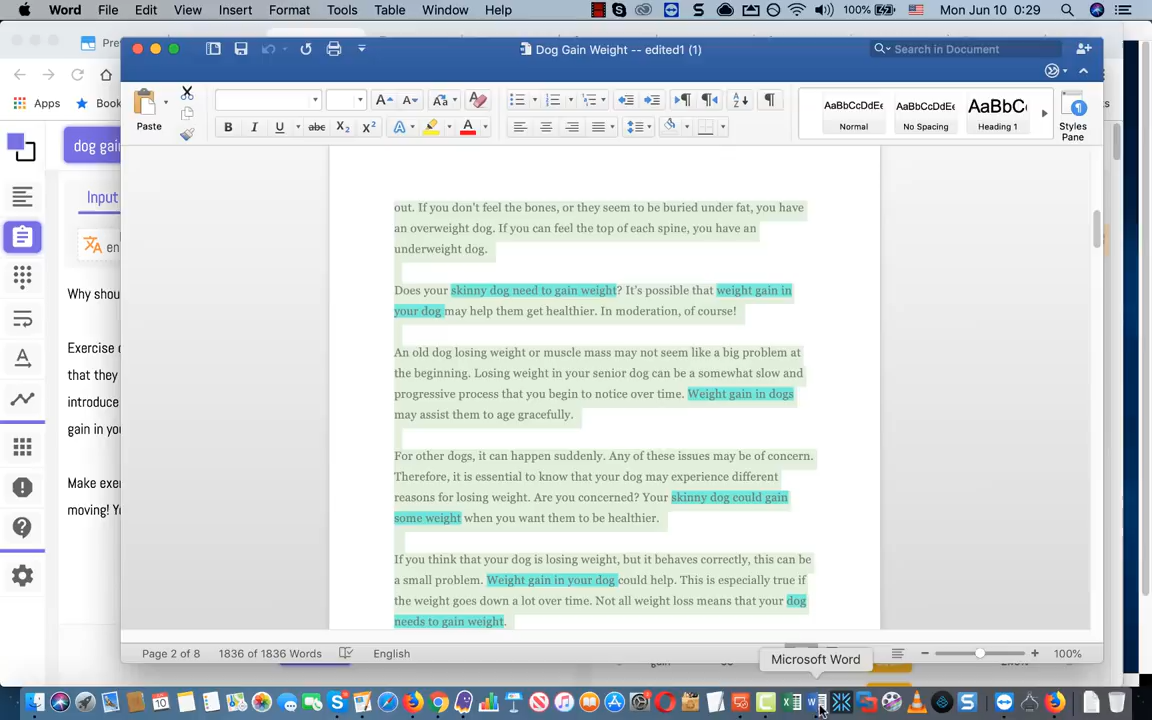 Word File Edit View Insert Format Tools Table Window Help
100% Mon Jun 10 0:29
Dog Gain Weight -- edited1 (1)
Search in Document
Apps
Paste
AaBbCcDdEe AaBbCcDdEe AaBbCc
Normal No Spacing Heading 1
Styles
Pane
dog gai
Input
en
Why shou
Exercise
that they
introduce
gain in you
Make exer
moving! Y
out. If you don't feel the bones, or they seem to be buried under fat, you have
an overweight dog. If you can feel the top of each spine, you have an
underweight dog.
Does your skinny dog need to gain weight? It's possible that weight gain in
your dog may help them get healthier. In moderation, of course!
An old dog losing weight or muscle mass may not seem like a big problem at
the beginning. Losing weight in your senior dog can be a somewhat slow and
progressive process that you begin to notice over time. Weight gain in dogs
may assist them to age gracefully.
For other dogs, it can happen suddenly. Any of these issues may be of concern.
Therefore, it is essential to know that your dog may experience different
reasons for losing weight. Are you concerned? Your skinny dog could gain
some weight when you want them to be healthier.
If you think that your dog is losing weight, but it behaves correctly, this can be
a small problem. Weight gain in your dog could help. This is especially true if
the weight goes down a lot over time. Not all weight loss means that your dog
needs to gain weight.
Page 2 of 8 1836 of 1836 Words English 100%
Microsoft Word